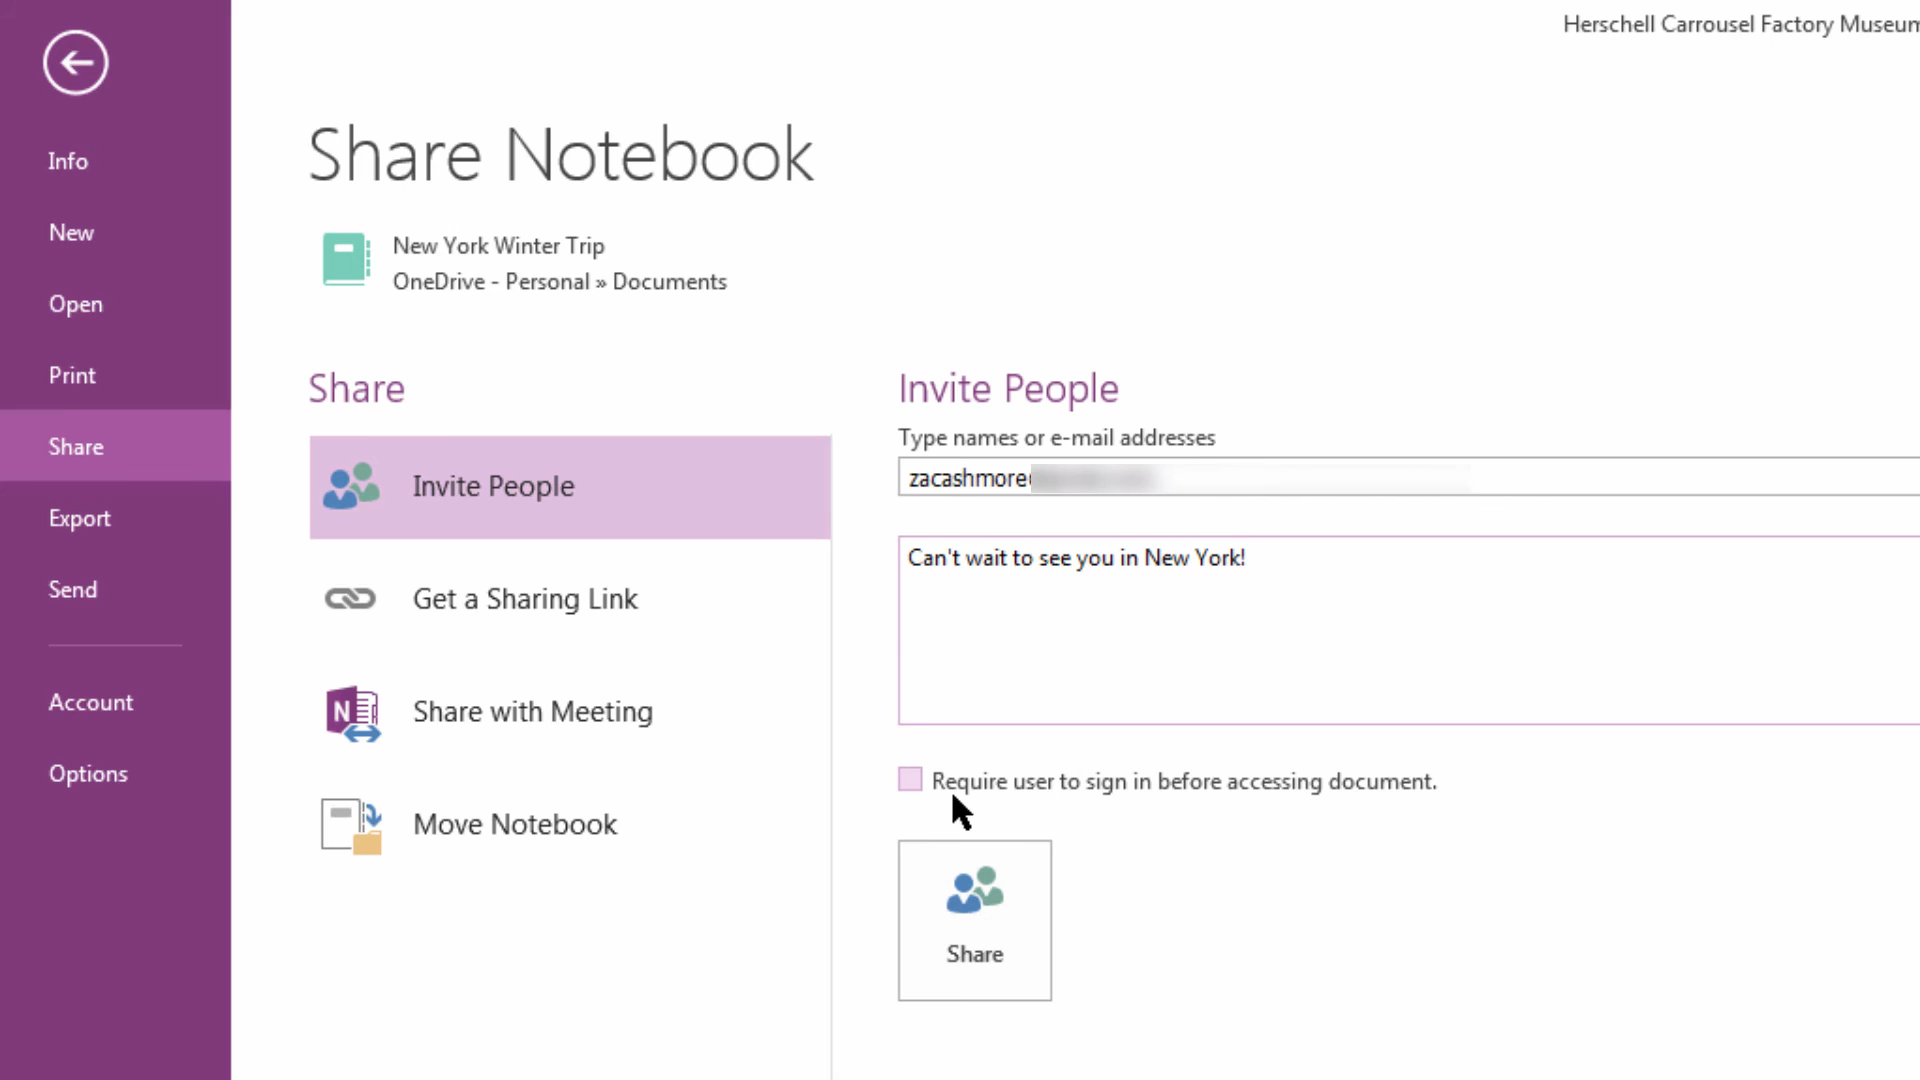 Herschell Carrousel Factory Museum
Info
New
Open
Print
Share
Export
Send
Account
Options
Share Notebook
New York Winter Trip
OneDrive - Personal » Documents
Share
Invite People
Get a Sharing Link
N
Share with Meeting
Move Notebook
Invite People
Type names or e-mail addresses
zacashmore
Can't wait to see you in New York!
Require user to sign in before accessing document.
Share